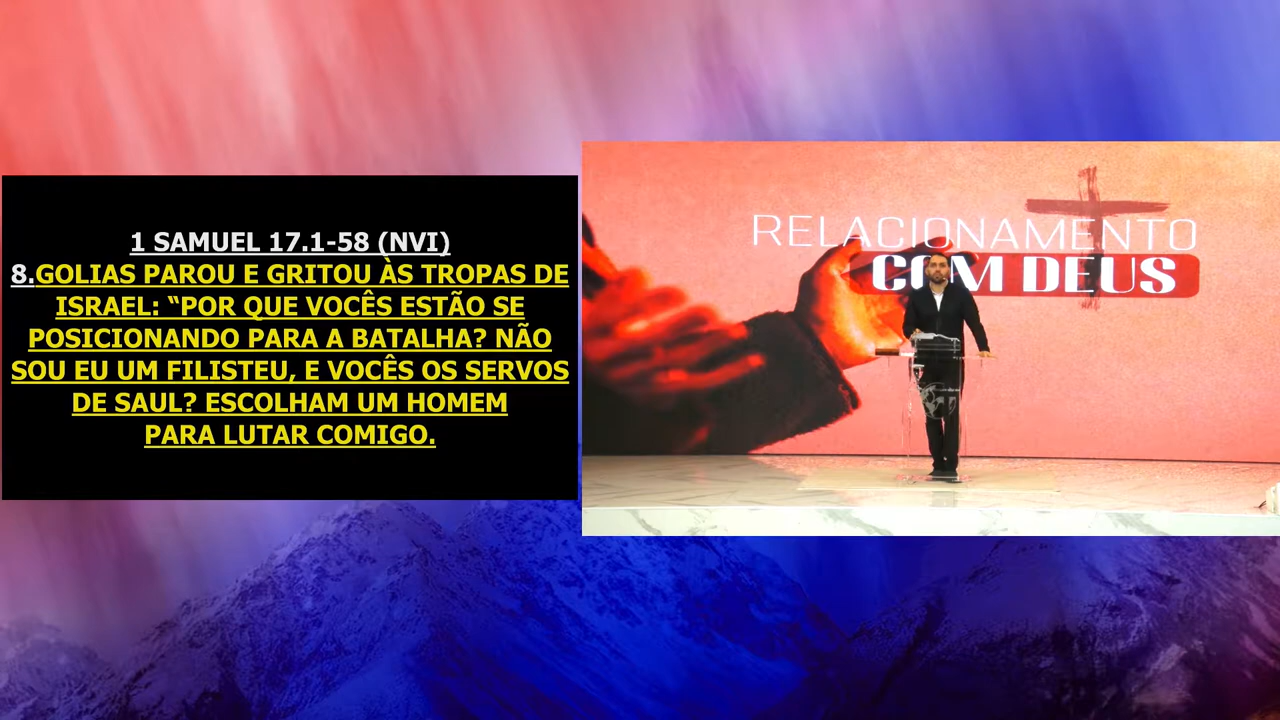 1 SAMUEL 17.1-58 (NVI)
8.GOLIAS PAROU E GRITOU ÀS TROPAS DE
ISRAEL: “POR QUE VOCÊS ESTÃO SE
POSICIONANDO PARA A BATALHA? NÃO
SOU EU UM FILISTEU, E VOCÊS OS SERVOS
DE SAUL? ESCOLHAM UM HOMEM
PARA LUTAR COMIGO.
RELACIONAMENTO
COM DEUS